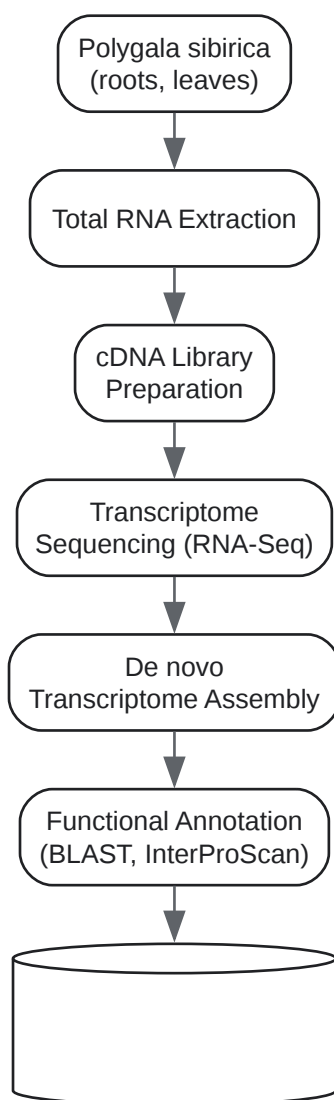 Polygala sibirica
(roots, leaves)
Total RNA Extraction
cDNA Library
Preparation
Transcriptome
Sequencing (RNA-Seq)
De novo
Transcriptome Assembly
Functional Annotation
(BLAST, InterProScan)